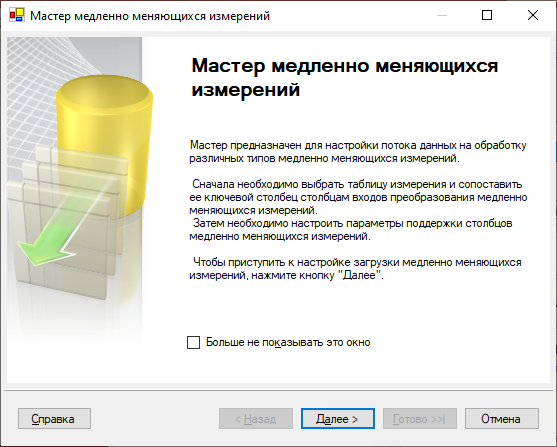 Мастер медленно меняющихся измерений
Мастер медленно меняющихся
измерений
Мастер предназначен для настройки потока данных на обработку
различных типов медленно меняющихся измерений.
Сначала необходимо выбрать таблицу измерения и сопоставить
ее ключевой столбец столбцам входов преобразования медленно
меняющихся измерений.
Затем необходимо настроить параметры поддержки столбцов
медленно меняющихся измерений.
Чтобы приступить к настройке загрузки медленно меняющихся
измерений, нажмите кнопку "Далее".
Больше не показывать это окно
Справка
< Назад
Далее >
Готово >>|
Отмена